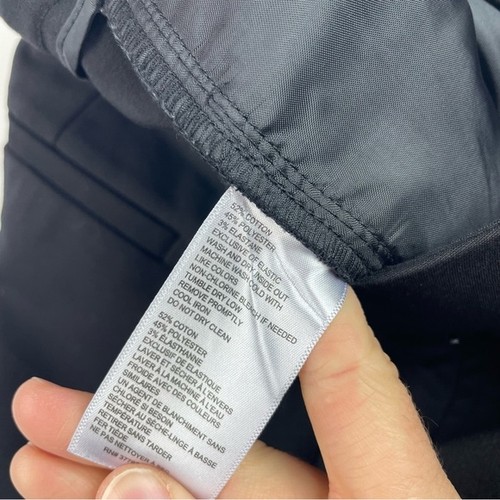 52% COTTON
45% POLYESTER
3% ELASTANE
EXCLUSIVE OF ELASTIC
WASH AND DRY INSIDE OUT
MACHINE WASH COLD WITH
LIKE COLORS
NON-CHLORINE BLEACH IF NEEDED
TUMBLE DRY LOW
REMOVE PROMPTLY
COOL IRON
DO NOT DRY CLEAN
52% COTON
45% POLYESTER
3% ÉLASTHANNE
EXCLUSIF DE ELASTIQUE
LAVER ET SÉCHER À L'ENVERS
LAVER À LA MACHINE À L'EAU
FROIDE AVEC DES COULEURS
SIMILAIRES
UN AGENT DE BLANCHIMENT SANS
CHLORE SI BESOIN
SÉCHER AU SÈCHE-LINGE À BASSE
TEMPÉRATURE
RETIRER SANS TARDER
FER TIÈDE
NE PAS NETTOYER À
RN#